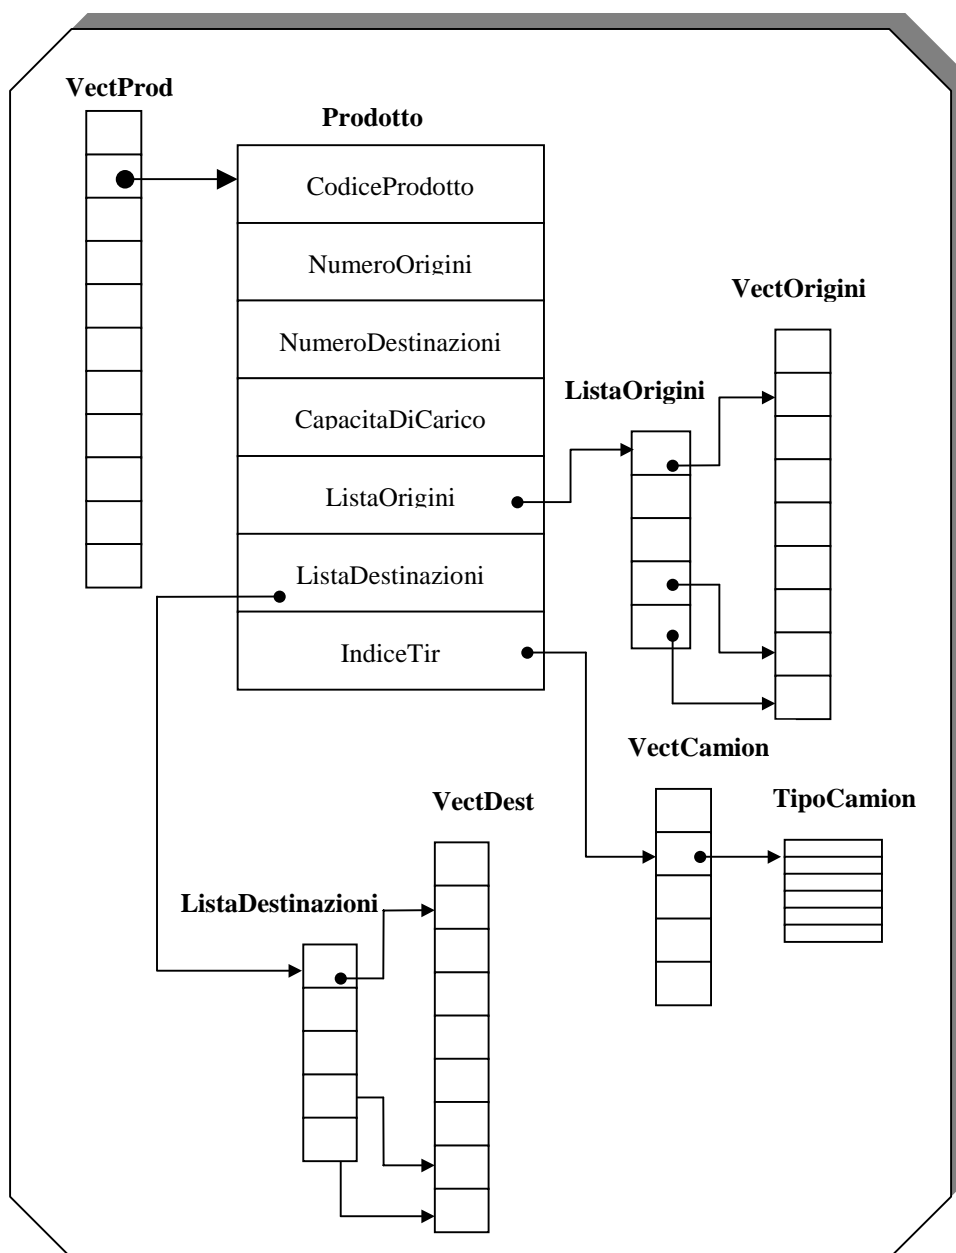 VectProd
Prodotto
CodiceProdotto
NumeroOrigini
VectOrigini
NumeroDestinazioni
ListaOrigini
CapacitaDiCarico
ListaOrigini
ListaDestinazioni
IndiceTir
VectCamion
VectDest
TipoCamion
ListaDestinazioni